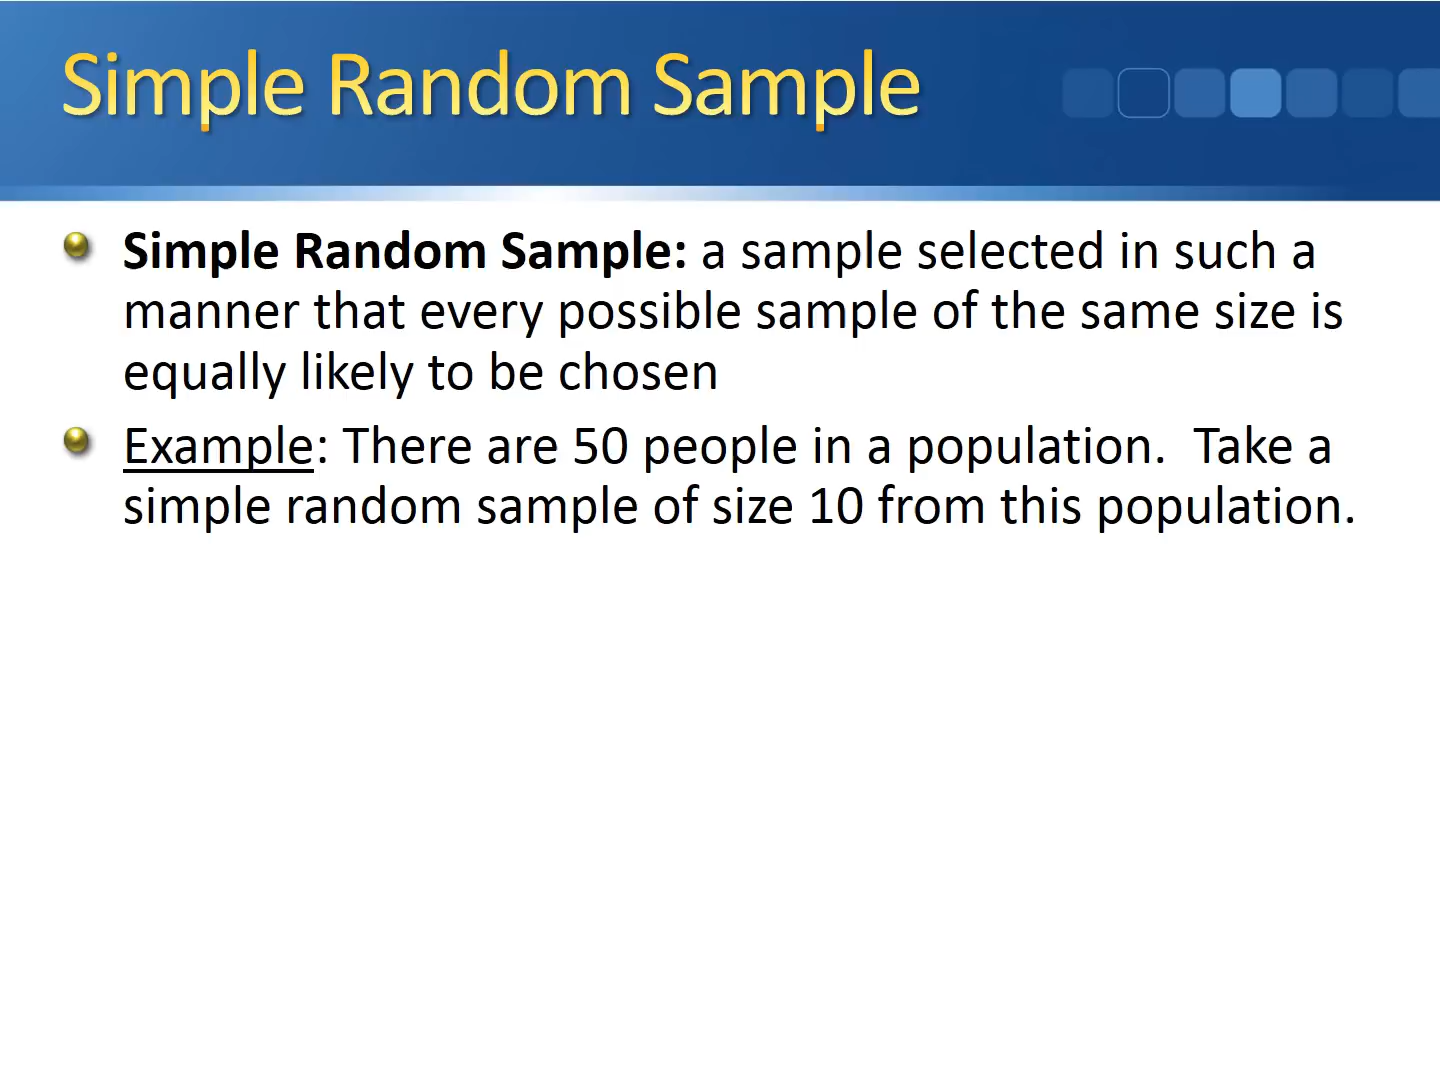 Simple Random Sample
Simple Random Sample: a sample selected in such a
manner that every possible sample of the same size is
equally likely to be chosen
Example: There are 50 people in a population.  Take a
simple random sample of size 10 from this population.